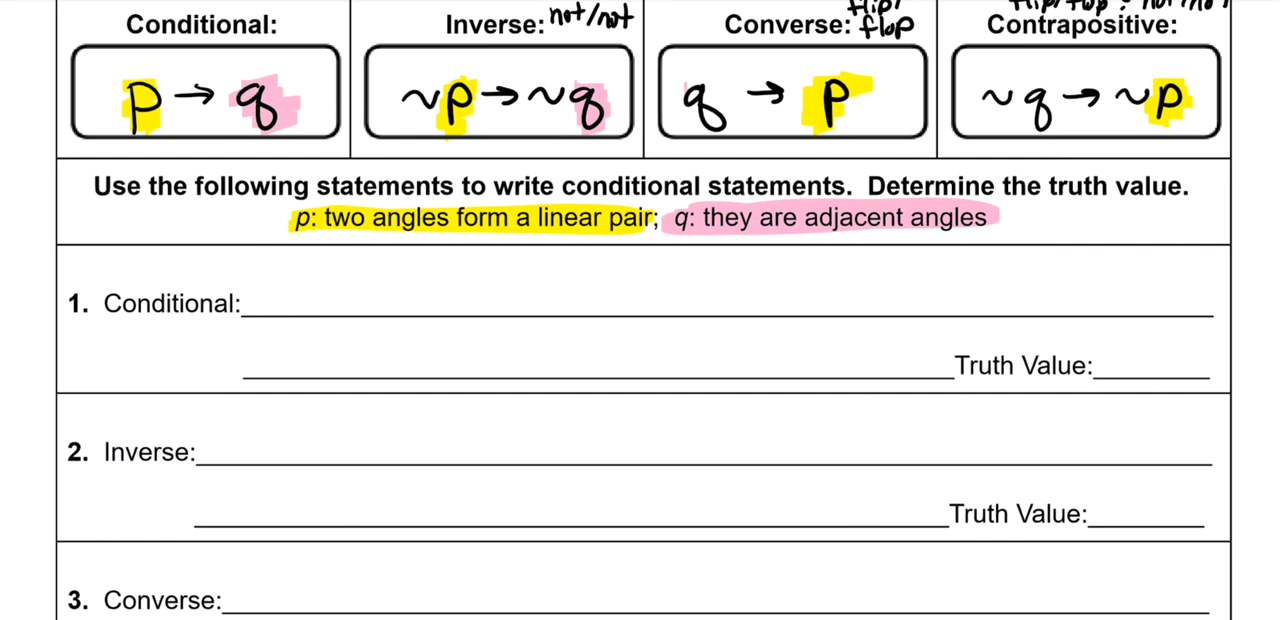 Conditional: Inverse: not/not Converse: flip/ flop Contrapositive:
p → q ~p → ~q q → p ~q → ~p
Use the following statements to write conditional statements. Determine the truth value.
p: two angles form a linear pair; q: they are adjacent angles
1. Conditional:
Truth Value:
2. Inverse:
Truth Value:
3. Converse: